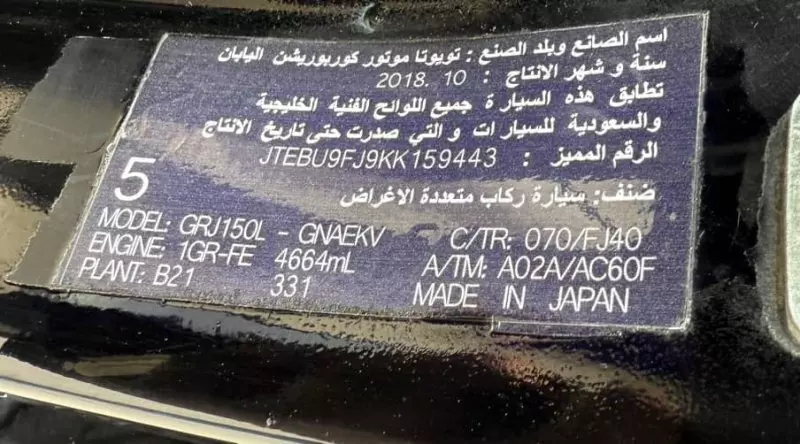 اسم الصانع وبلد الصنع : تويوتا موتور كوربوريشن اليابان
سنة و شهر الانتاج : 10 .2018
تطابق هذه السيارة جميع اللوائح الفنية الخليجية
والسعودية للسيارات و التي صدرت حتى تاريخ الانتاج
الرقم المميز : JTEBU9FJ9KK159443
صنف: سيارة ركاب متعددة الاغراض
5
MODEL: GRJ150L - GNAEKV C/TR: 070/FJ40
ENGINE: 1GR-FE 4664mL A/TM: A02A/AC60F
PLANT: B21 331 MADE IN JAPAN